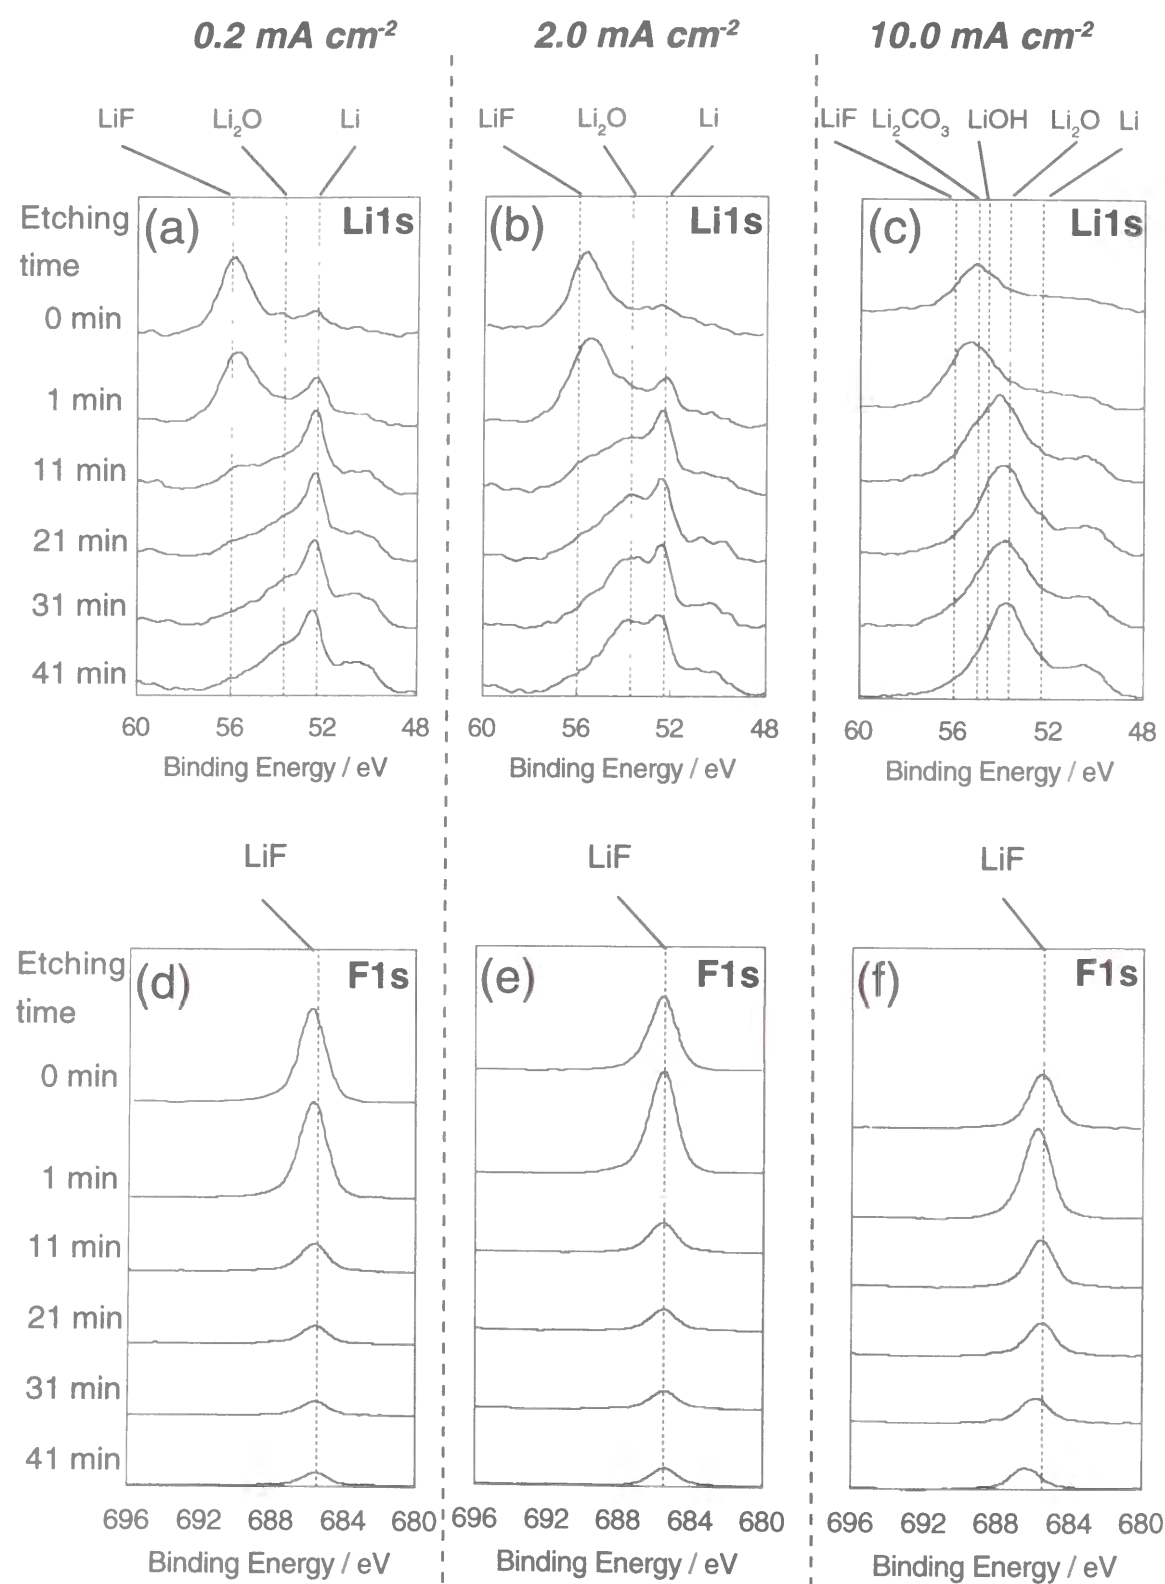 0.2 mA cm-2 2.0 mA cm-2 10.0 mA cm-2
LiF Li2O Li LiF Li2O Li LiF Li2CO3 LiOH Li2O Li
Etching
time
(a) Li1s (b) Li1s (c) Li1s
0 min
1 min
11 min
21 min
31 min
41 min
60 56 52 48 60 56 52 48 60 56 52 48
Binding Energy / eV Binding Energy / eV Binding Energy / eV
LiF LiF LiF
Etching
time
(d) F1s (e) F1s (f) F1s
0 min
1 min
11 min
21 min
31 min
41 min
696 692 688 684 680 696 692 688 684 680 696 692 688 684 680
Binding Energy / eV Binding Energy / eV Binding Energy / eV